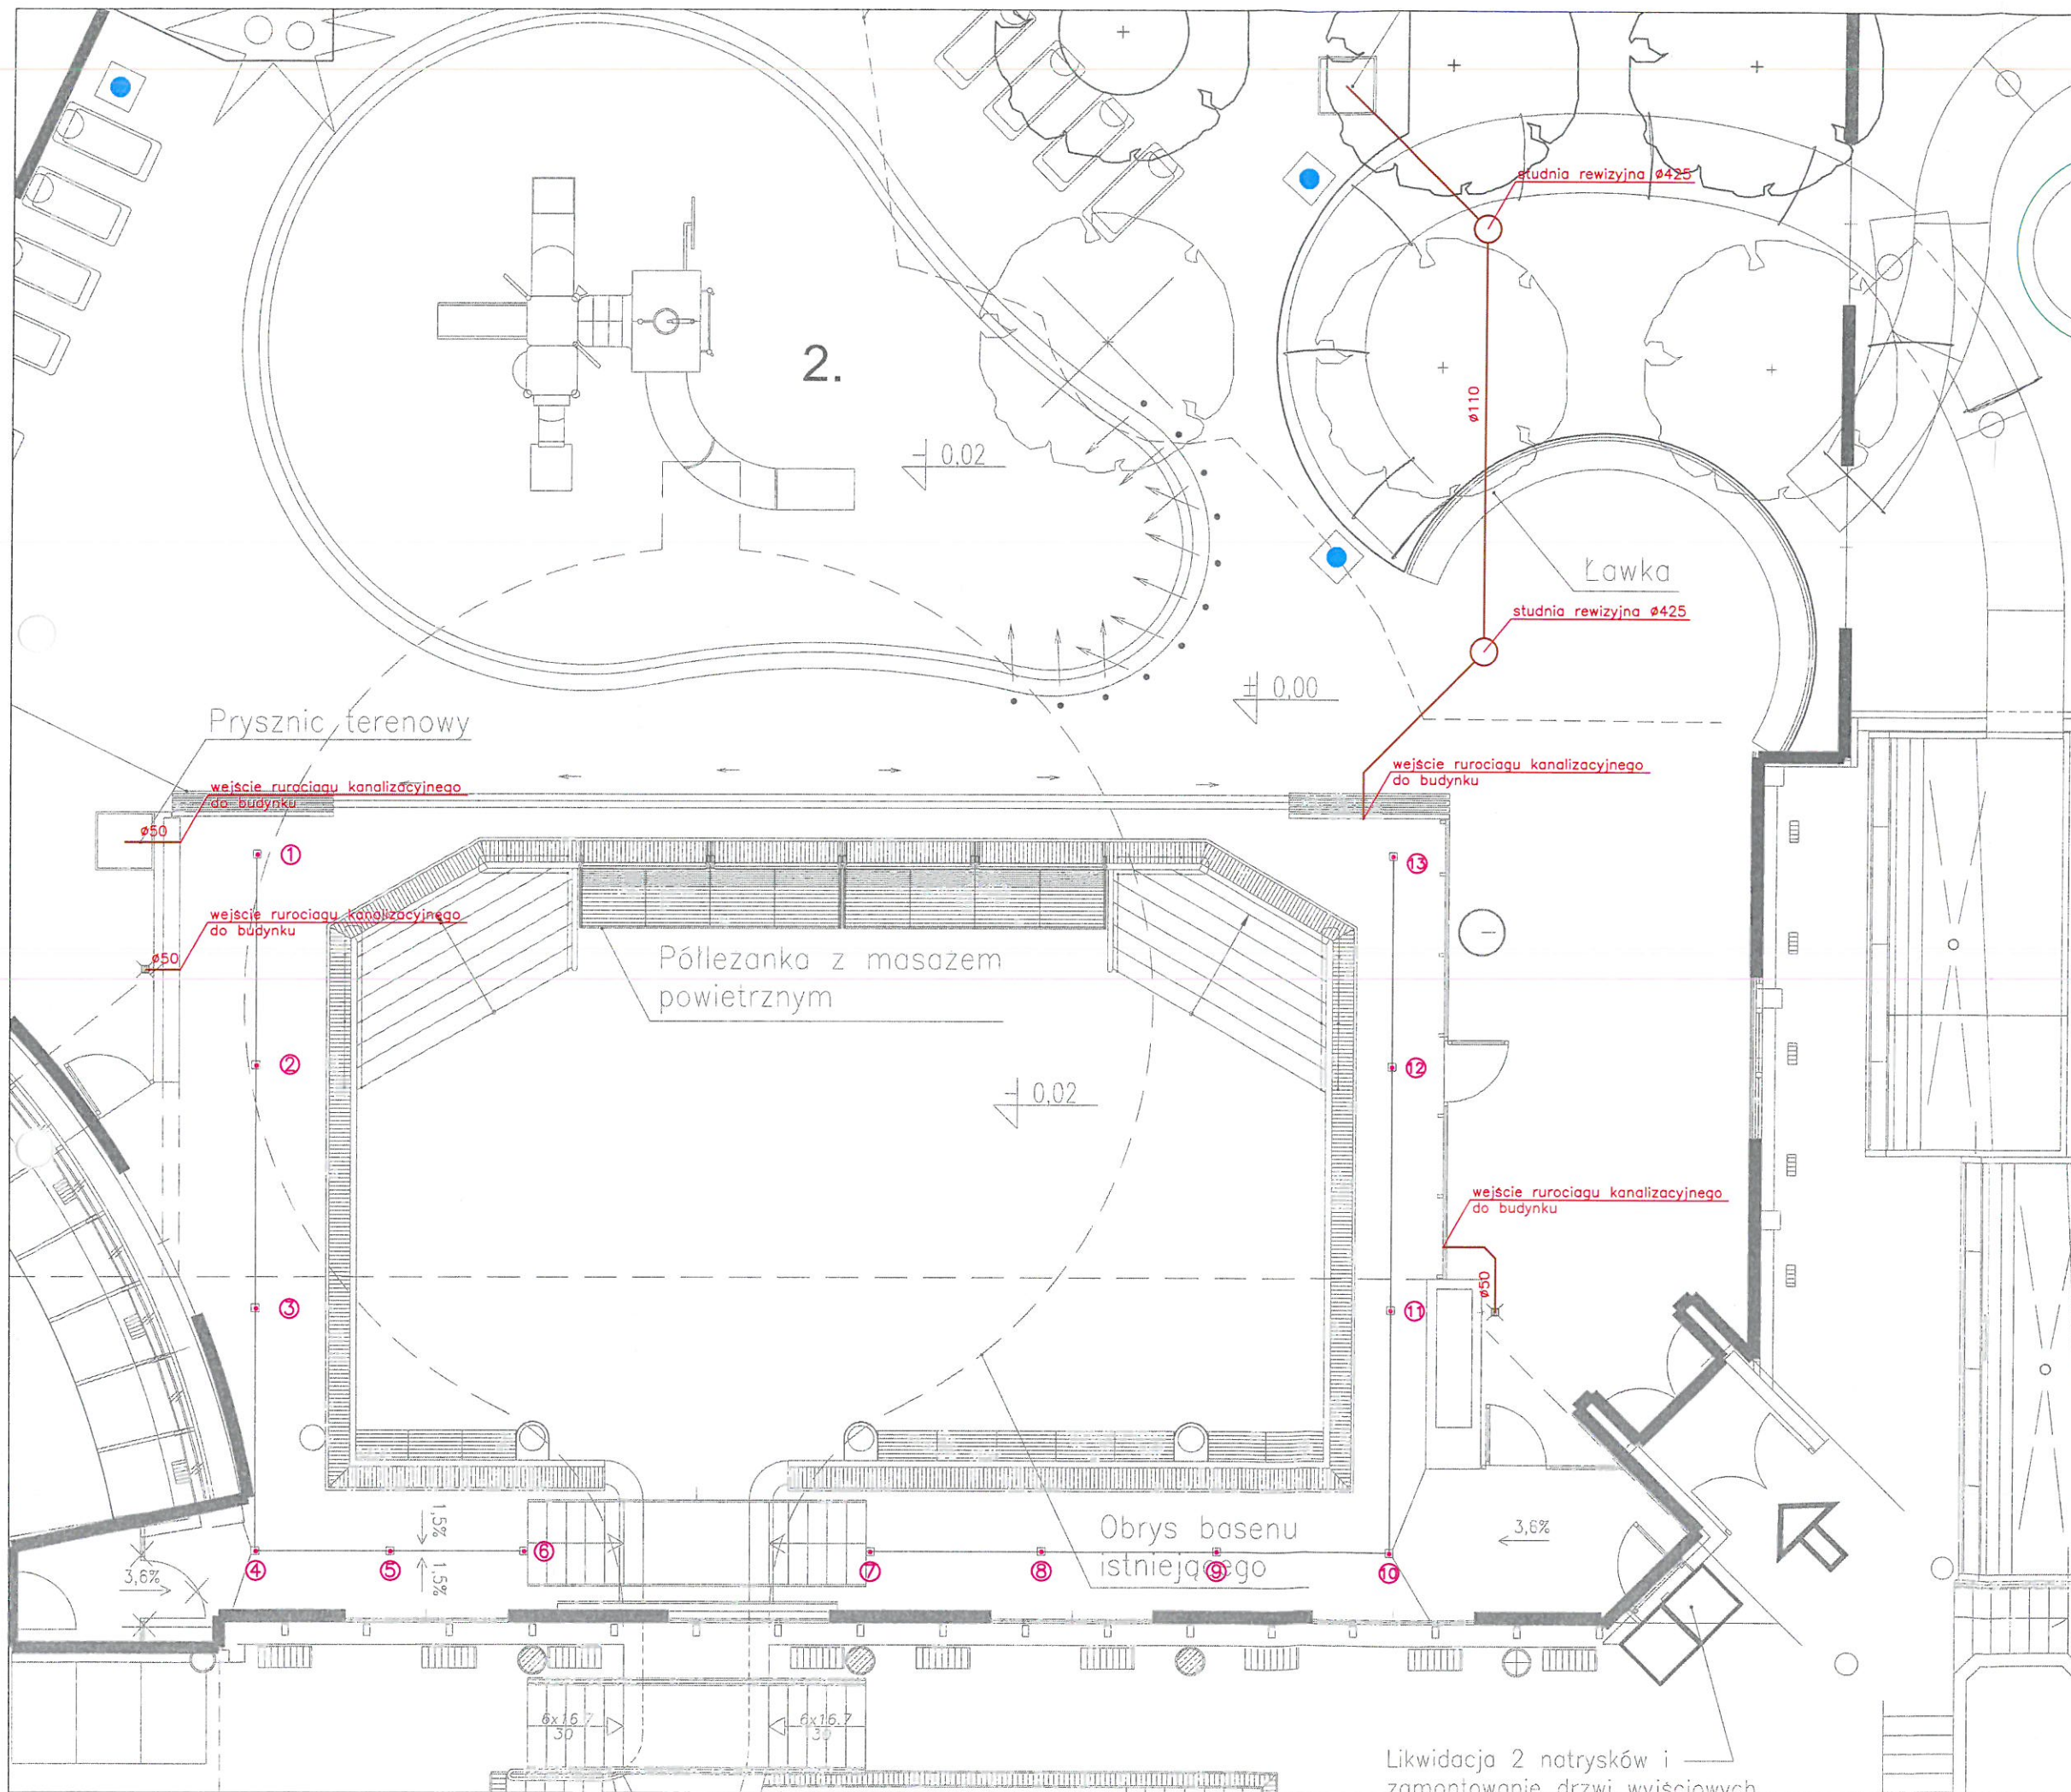 studnia rewizyjna ø425
2.
ø110
- 0,02
Ławka
studnia rewizyjna ø425
± 0,00
Prysznic terenowy
wejście rurociągu kanalizacyjnego
do budynku
wejście rurociągu kanalizacyjnego
do budynku
ø50
1
13
wejście rurociągu kanalizacyjnego
do budynku
ø50
Półleżanka z masażem
powietrznym
2
12
- 0,02
wejście rurociągu kanalizacyjnego
do budynku
ø50
3
11
1,5%
1,5%
Obrys basenu
istniejącego
3,6%
3,6%
4
5
6
7
8
9
10
6x16.7
30
6x16.7
30
Likwidacja 2 natrysków i
zamontowanie drzwi wyjściowych